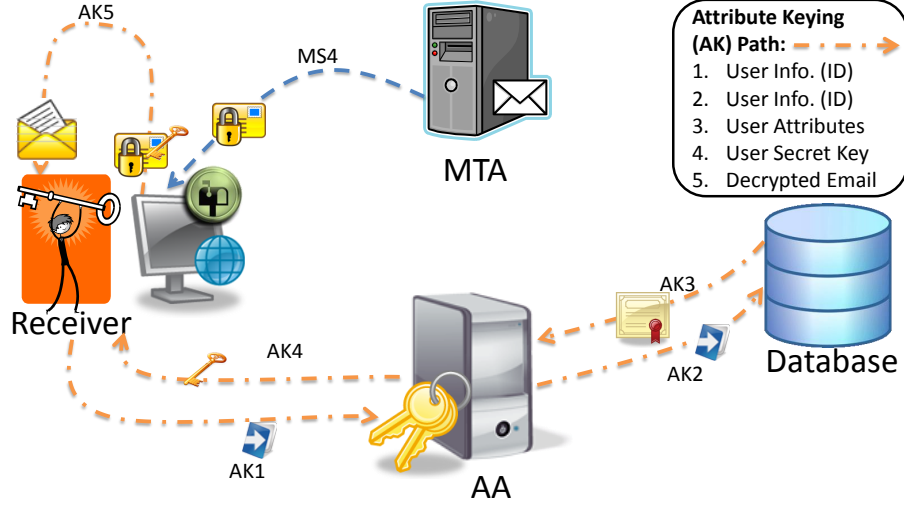 AK5
MS4
MTA
Attribute Keying
(AK) Path:
1. User Info. (ID)
2. User Info. (ID)
3. User Attributes
4. User Secret Key
5. Decrypted Email
Receiver
AK3
Database
AK4
AK2
AK1
AA